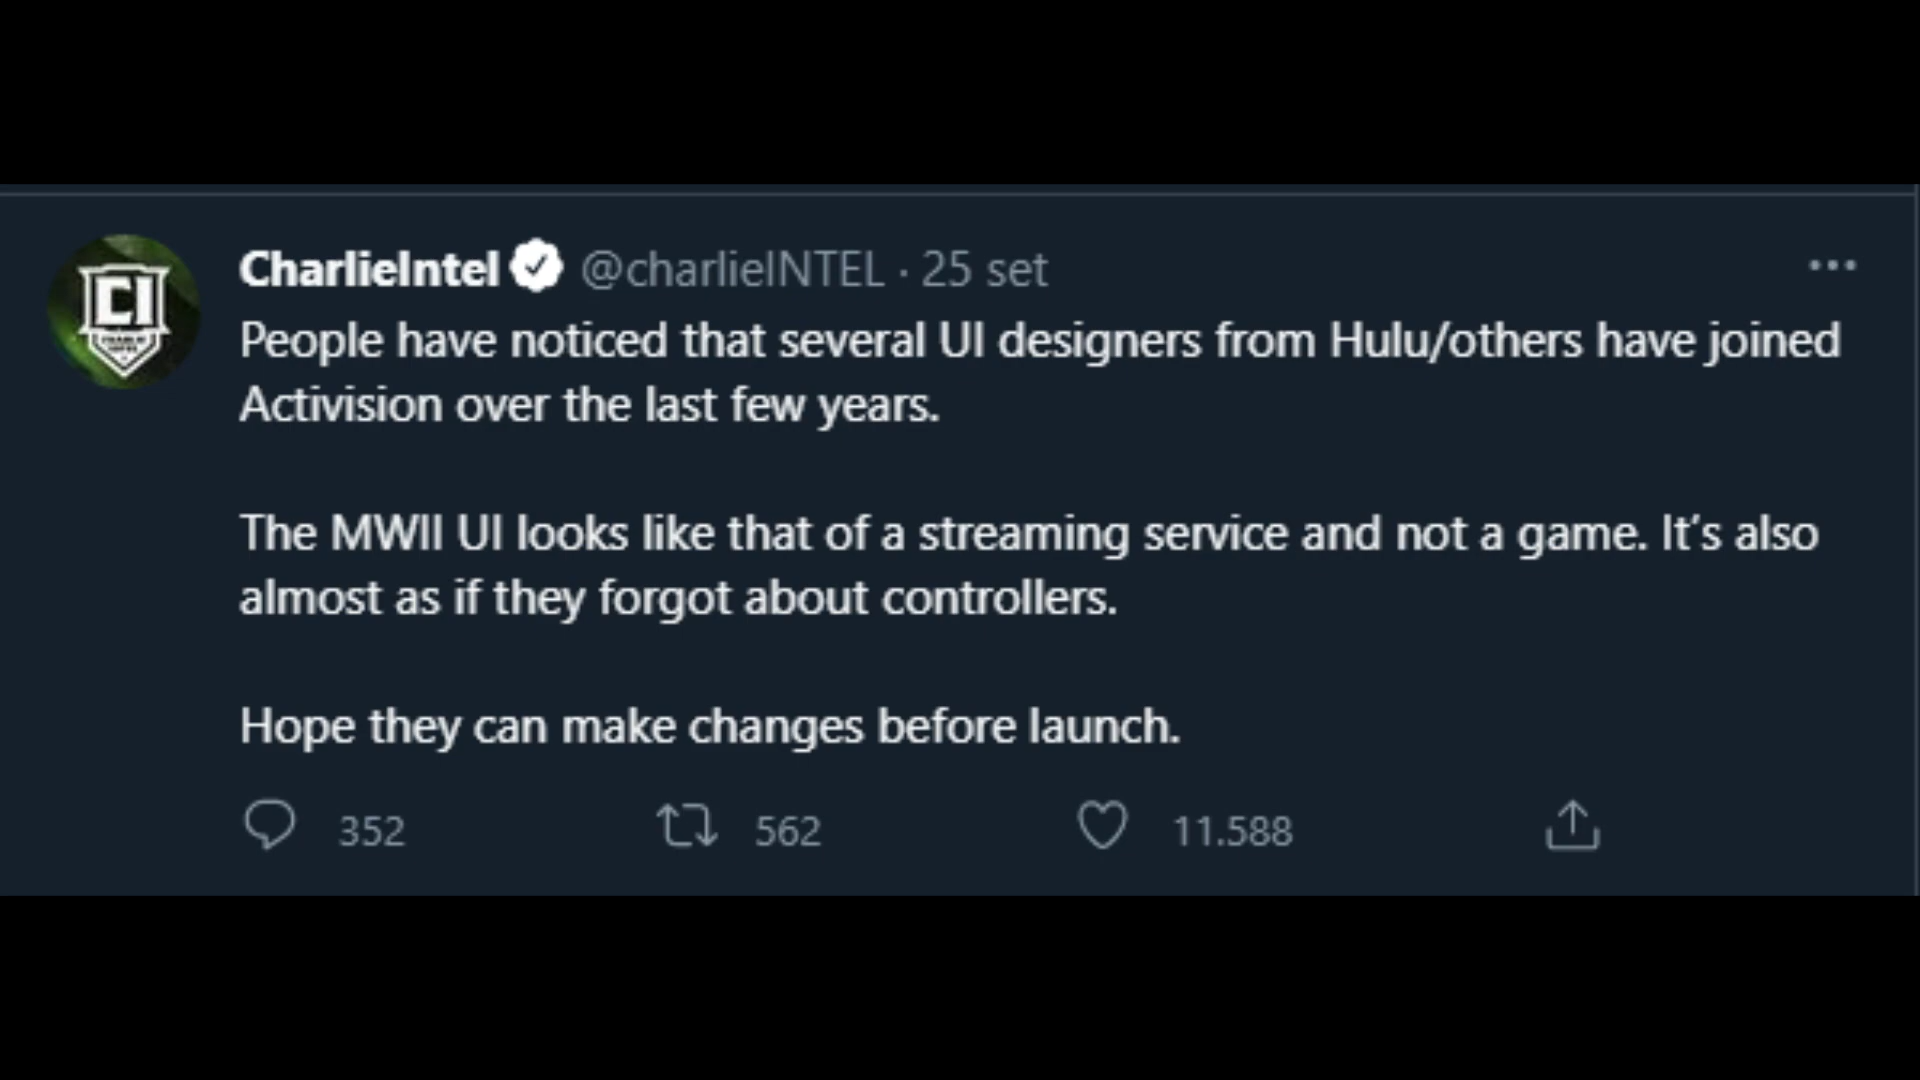 CharlieIntel @charlieINTEL · 25 set
People have noticed that several UI designers from Hulu/others have joined
Activision over the last few years.
The MWII UI looks like that of a streaming service and not a game. It’s also
almost as if they forgot about controllers.
Hope they can make changes before launch.
352 562 11.588
CI